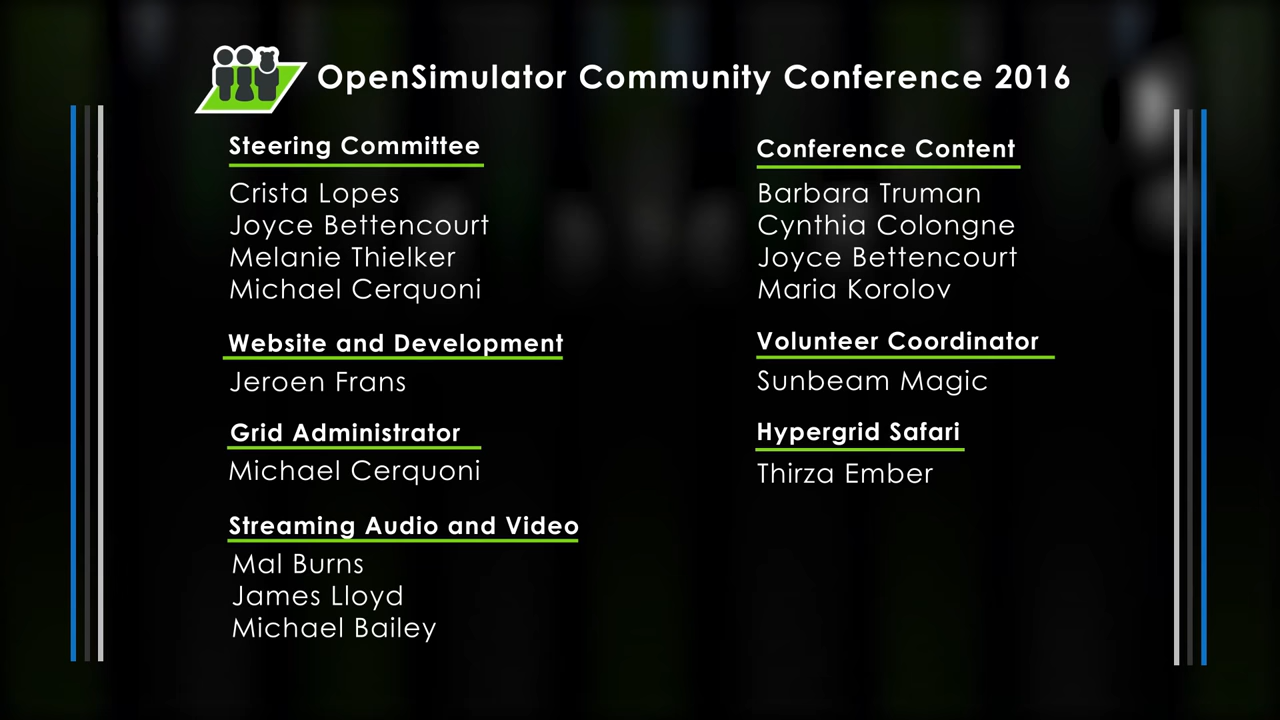 OpenSimulator Community Conference 2016
Steering Committee
Crista Lopes
Joyce Bettencourt
Melanie Thielker
Michael Cerquoni
Website and Development
Jeroen Frans
Grid Administrator
Michael Cerquoni
Streaming Audio and Video
Mal Burns
James Lloyd
Michael Bailey
Conference Content
Barbara Truman
Cynthia Colongne
Joyce Bettencourt
Maria Korolov
Volunteer Coordinator
Sunbeam Magic
Hypergrid Safari
Thirza Ember